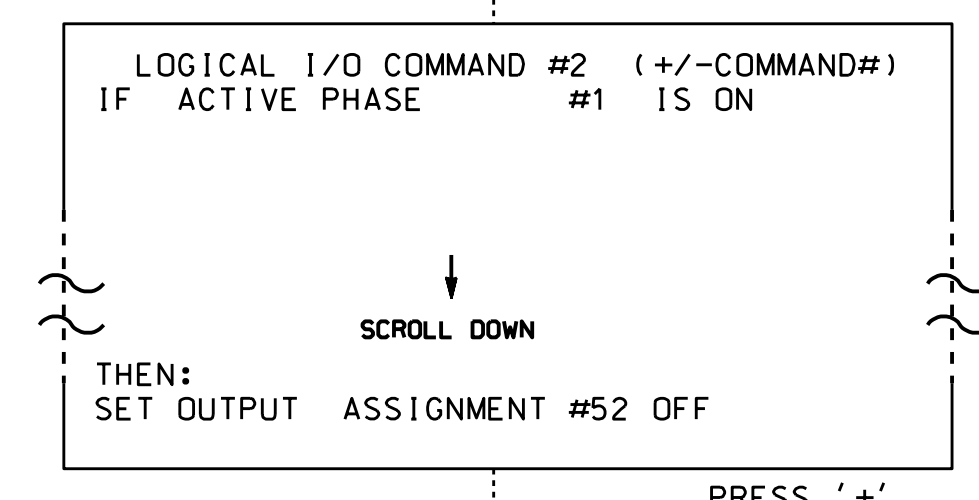 LOGICAL I/O COMMAND #2 (+/-COMMAND#)
IF ACTIVE PHASE #1 IS ON
SCROLL DOWN
THEN:
SET OUTPUT ASSIGNMENT #52 OFF
PRESS '+'